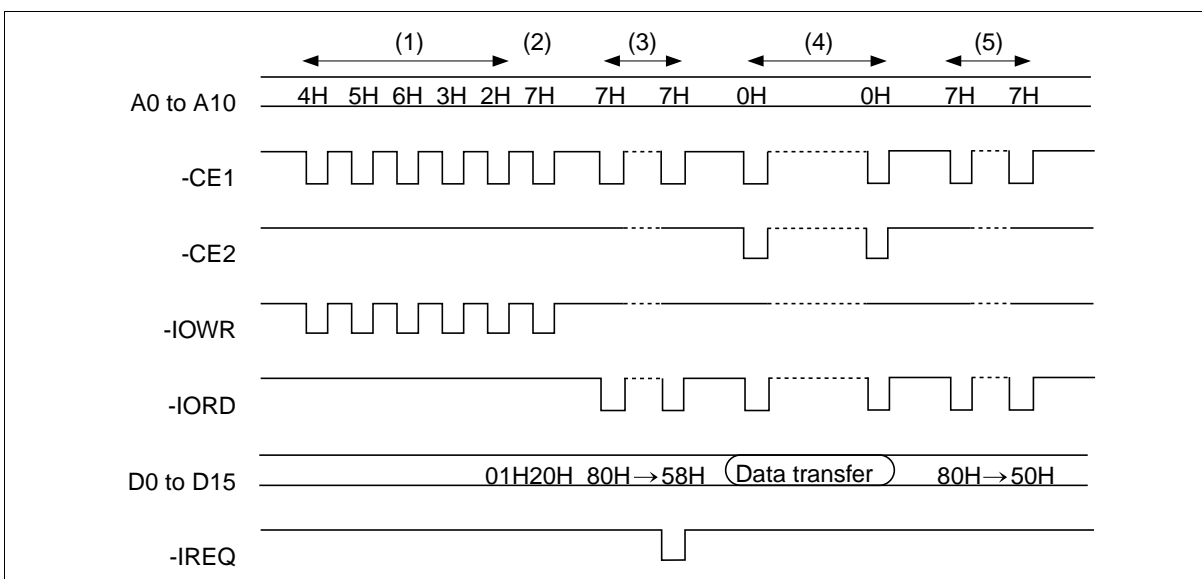 (1) (2) (3) (4) (5)
A0 to A10 4H 5H 6H 3H 2H 7H 7H 7H 0H 0H 7H 7H
-CE1
-CE2
-IOWR
-IORD
D0 to D15 01H20H 80H→58H Data transfer 80H→50H
-IREQ